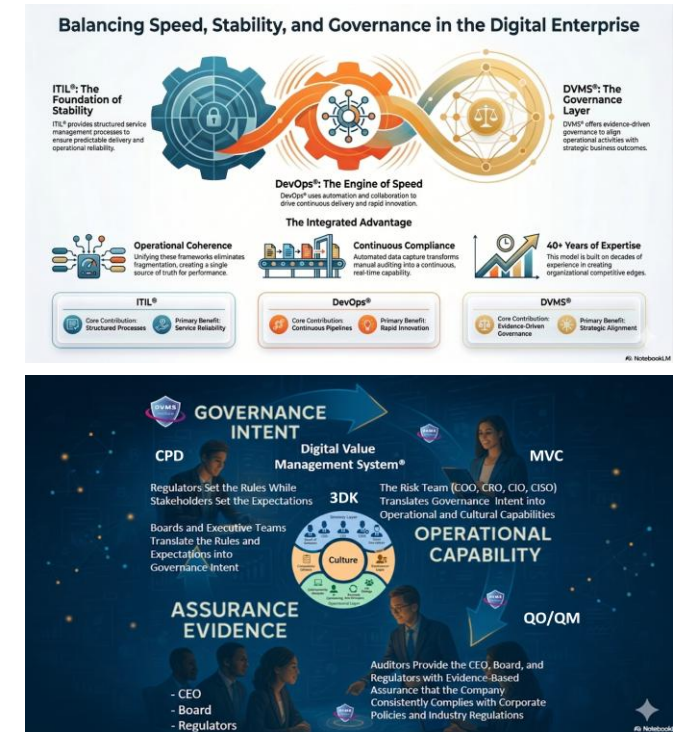 Balancing Speed, Stability, and Governance in the Digital Enterprise
ITIL®: The
Foundation of
Stability
ITIL® provides structured service
management processes to
ensure predictable delivery and
operational reliability.
DevOps®: The Engine of Speed
DevOps® uses automation and collaboration to
drive continuous delivery and rapid innovation.
DVMS®: The
Governance
Layer
DVMS® offers evidence-driven
governance to align
operational activities with
strategic business outcomes.
The Integrated Advantage
Operational Coherence
Unifying these frameworks eliminates
fragmentation, creating a single
source of truth for performance.
Continuous Compliance
Automated data capture transforms
manual auditing into a continuous,
real-time capability.
40+ Years of Expertise
This model is built on decades of
experience in creating
organizational competitive edges.
ITIL®
Core Contribution:
Structured Processes
Primary Benefit:
Service Reliability
DevOps®
Core Contribution:
Continuous Pipelines
Primary Benefit:
Rapid Innovation
DVMS®
Core Contribution:
Evidence-Driven
Governance
Primary Benefit:
Strategic Alignment
NotebookLM
DVMS
GOVERNANCE
INTENT
CPD
Digital Value
Management System®
MVC
Regulators Set the Rules While
Stakeholders Set the Expectations
3DK
The Risk Team (COO, CRO, CIO, CISO)
Translates Governance Intent into
Operational and Cultural Capabilities
Boards and Executive Teams
Translate the Rules and
Expectations into
Governance Intent
Culture
OPERATIONAL
CAPABILITY
ASSURANCE
EVIDENCE
QO/QM
Auditors Provide the CEO, Board, and
Regulators with Evidence-Based
Assurance that the Company
Consistently Complies with Corporate
Policies and Industry Regulations
- CEO
- Board
- Regulators